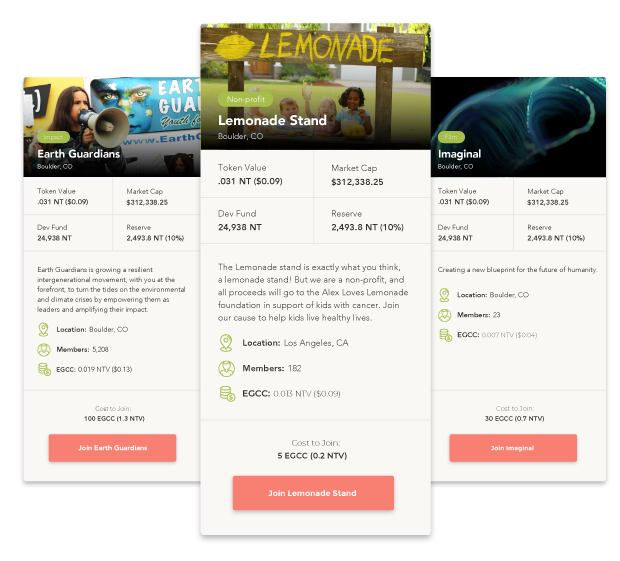 EAR
GUA
Youth f
www.EarthG
Impact
Earth Guardians
Boulder, CO
Token Value
.031 NT ($0.09)
Market Cap
$312,338.25
Dev Fund
24,938 NT
Reserve
2,493.8 NT (10%)
Earth Guardians is growing a resilient
intergenerational movement, with you at the
forefront, to turn the tides on the environmental
and climate crises by empowering them as
leaders and amplifying their impact.
Location: Boulder, CO
Members: 5,208
EGCC: 0.019 NTV ($0.13)
Cost to Join:
100 EGCC (1.3 NTV)
Join Earth Guardians
LEMONADE
Non-profit
Lemonade Stand
Boulder, CO
Token Value
.031 NT ($0.09)
Market Cap
$312,338.25
Dev Fund
24,938 NT
Reserve
2,493.8 NT (10%)
The Lemonade stand is exactly what you think,
a lemonade stand! But we are a non-profit, and
all proceeds will go to the Alex Loves Lemonade
foundation in support of kids with cancer. Join
our cause to help kids live healthy lives.
Location: Los Angeles, CA
Members: 182
EGCC: 0.013 NTV ($0.09)
Cost to Join:
5 EGCC (0.2 NTV)
Join Lemonade Stand
Film
Imaginal
Boulder, CO
Token Value
.031 NT ($0.09)
Market Cap
$312,338.25
Dev Fund
24,938 NT
Reserve
2,493.8 NT (10%)
Creating a new blueprint for the future of humanity.
Location: Boulder, CO
Members: 23
EGCC: 0.007 NTV ($0.04)
Cost to Join:
30 EGCC (0.7 NTV)
Join Imaginal